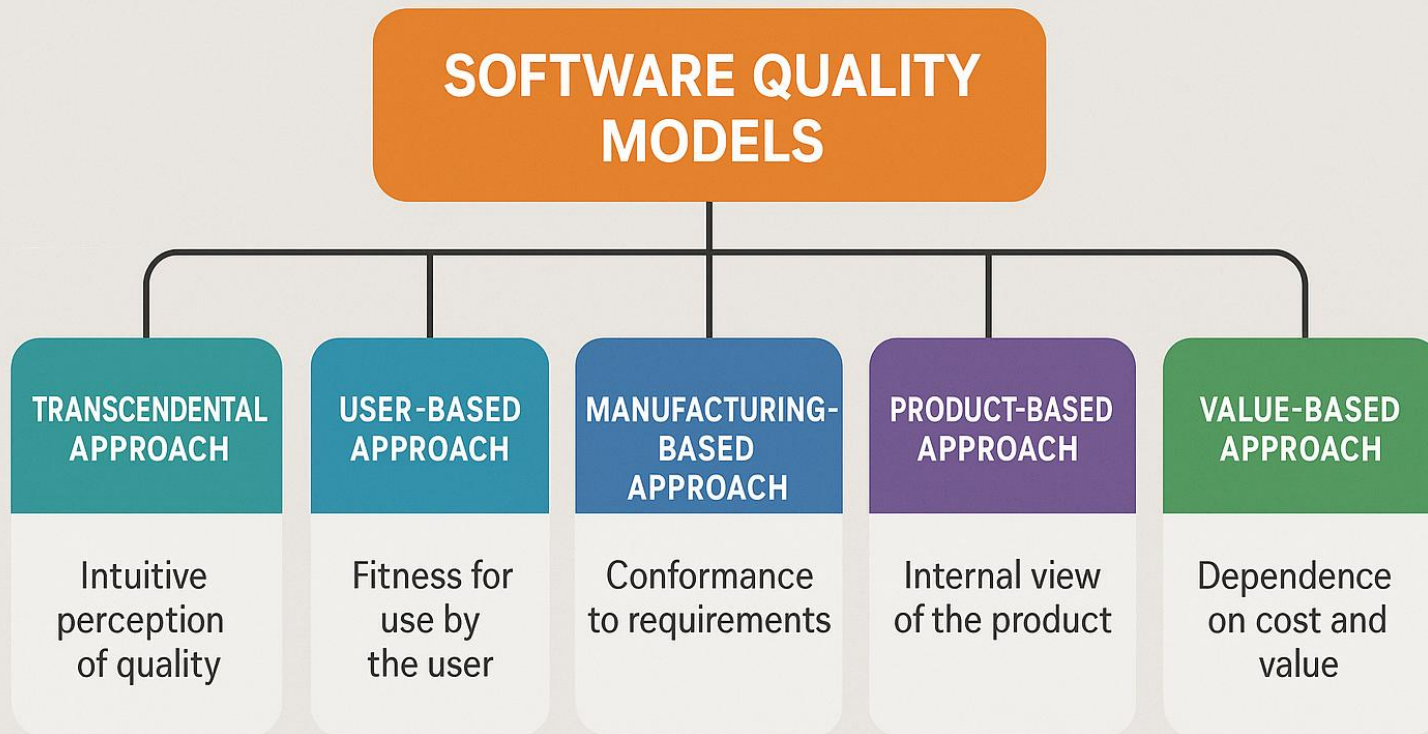 SOFTWARE QUALITY
MODELS
TRANSCENDENTAL
APPROACH
Intuitive
perception
of quality
USER-BASED
APPROACH
Fitness for
use by
the user
MANUFACTURING-
BASED
APPROACH
Conformance
to requirements
PRODUCT-BASED
APPROACH
Internal view
of the product
VALUE-BASED
APPROACH
Dependence
on cost and
value